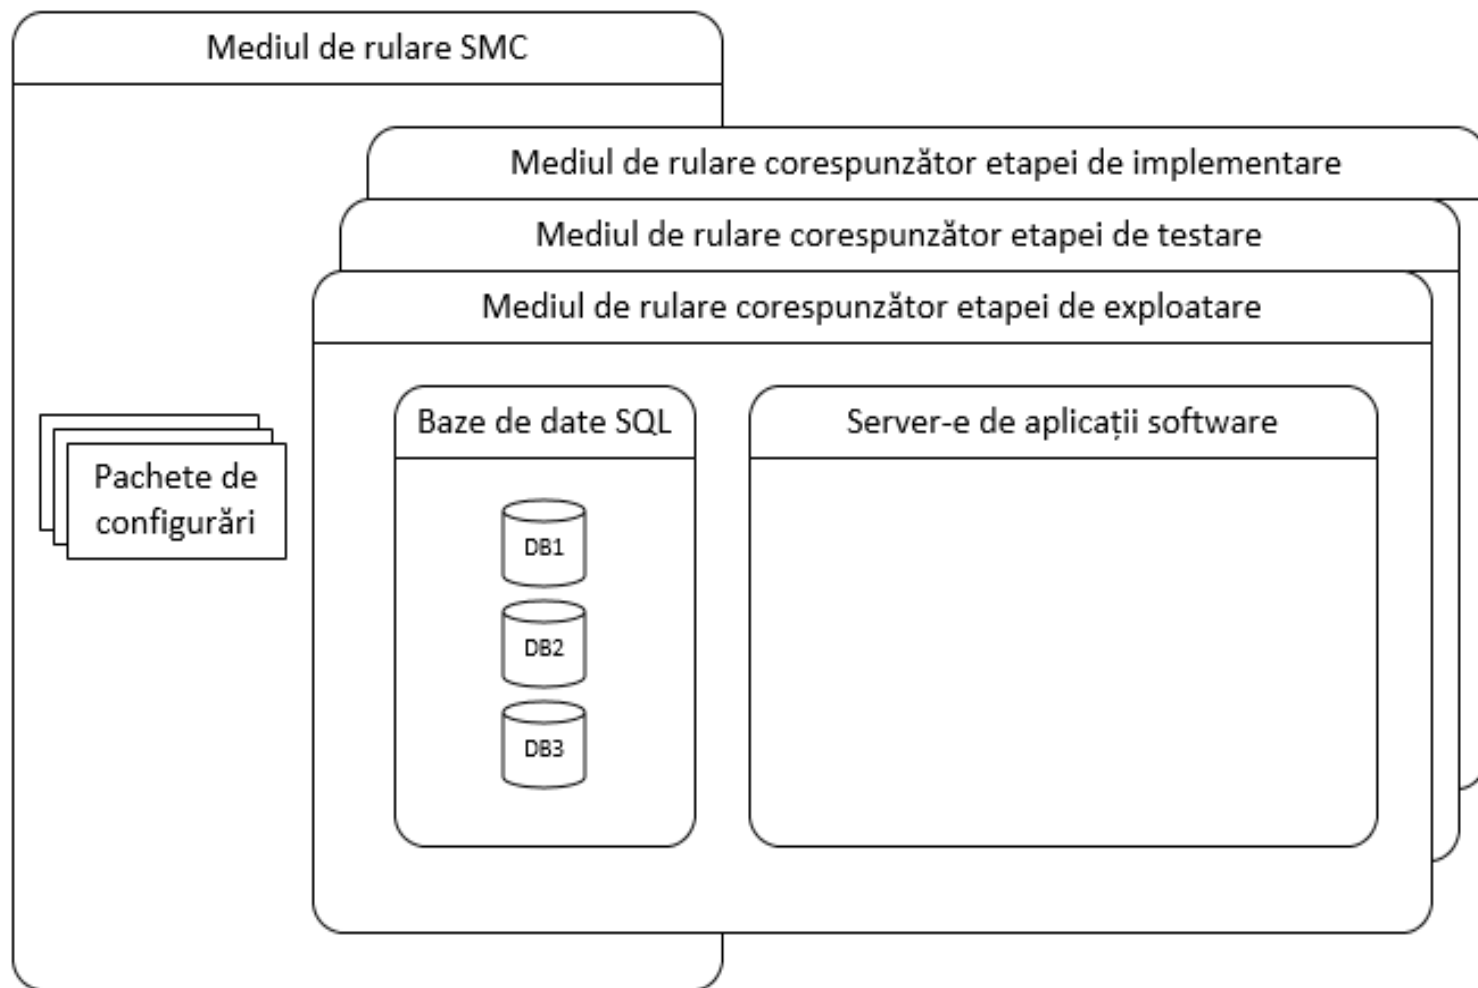 Mediul de rulare SMC
Mediul de rulare corespunzător etapei de implementare
Mediul de rulare corespunzător etapei de testare
Mediul de rulare corespunzător etapei de exploatare
Baze de date SQL
Server-e de aplicații software
Pachete de
configurări
DB1
DB2
DB3